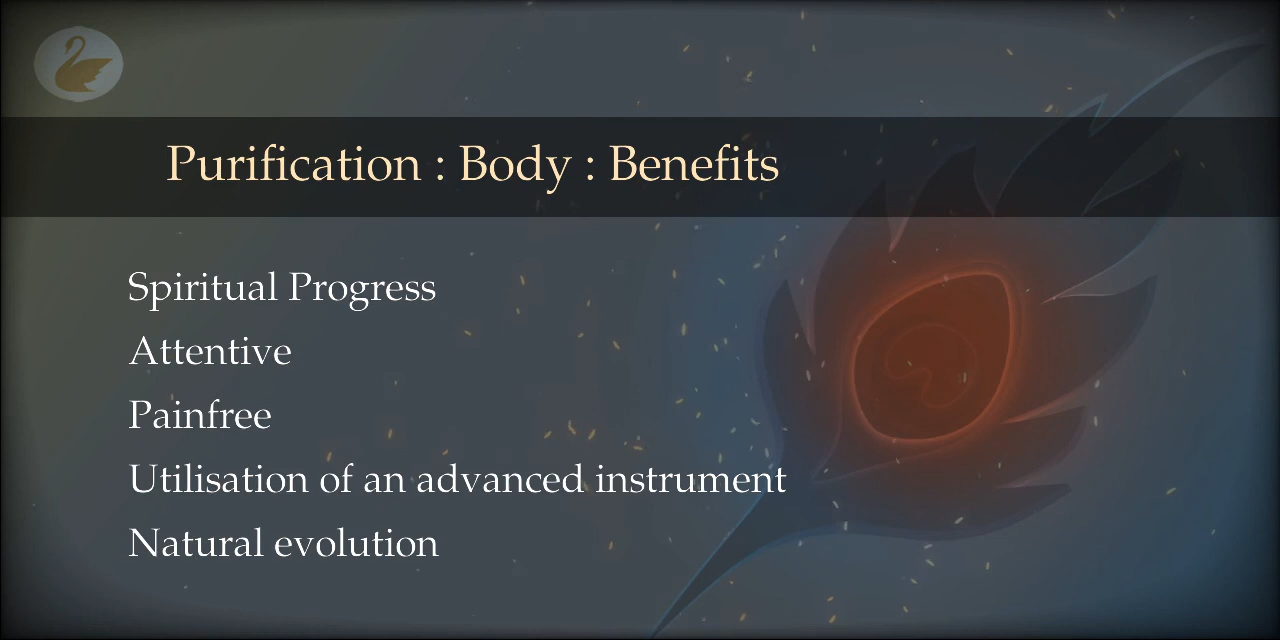 Purification : Body : Benefits
Spiritual Progress
Attentive
Painfree
Utilisation of an advanced instrument
Natural evolution